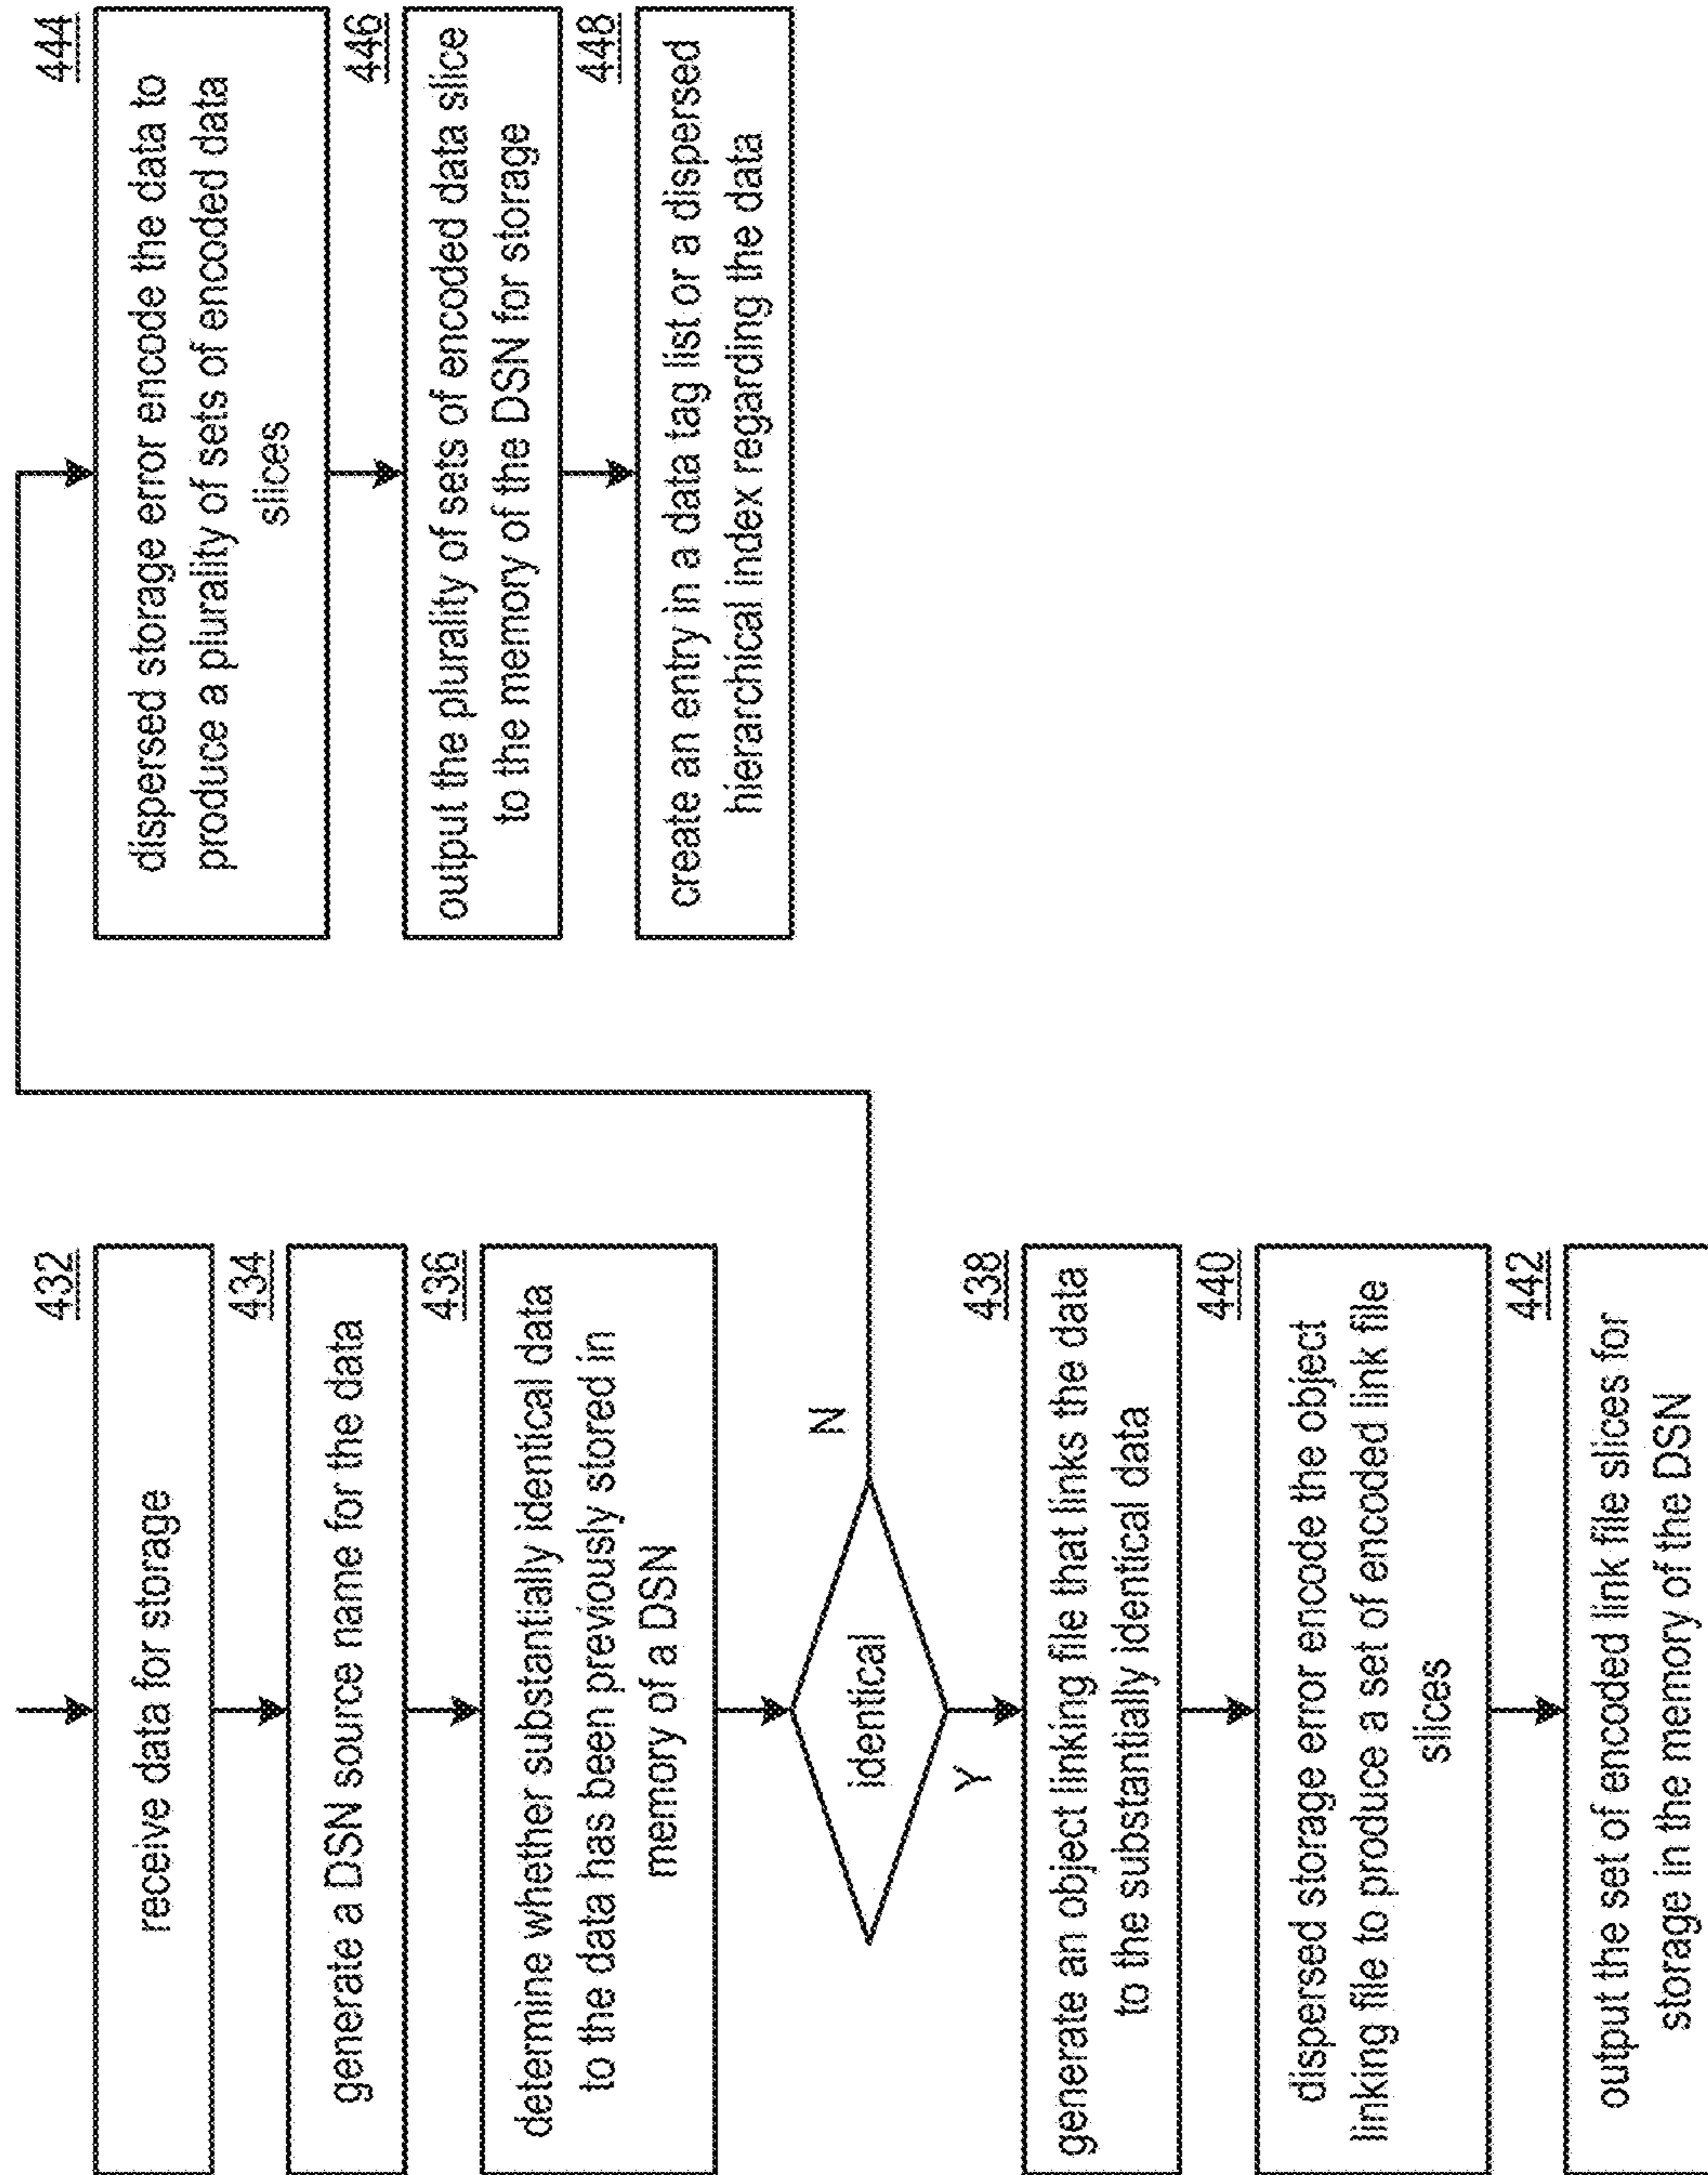 432
receive data for storage
434
generate a DSN source name for the data
436
determine whether substantially identical data
to the data has been previously stored in
memory of a DSN
identical
N
Y
438
generate an object linking file that links the data
to the substantially identical data
440
dispersed storage error encode the object
linking file to produce a set of encoded link file
slices
442
output the set of encoded link file slices for
storage in the memory of the DSN
444
dispersed storage error encode the data to
produce a plurality of sets of encoded data
slices
446
output the plurality of sets of encoded data slice
to the memory of the DSN for storage
448
create an entry in a data tag list or a dispersed
hierarchical index regarding the data